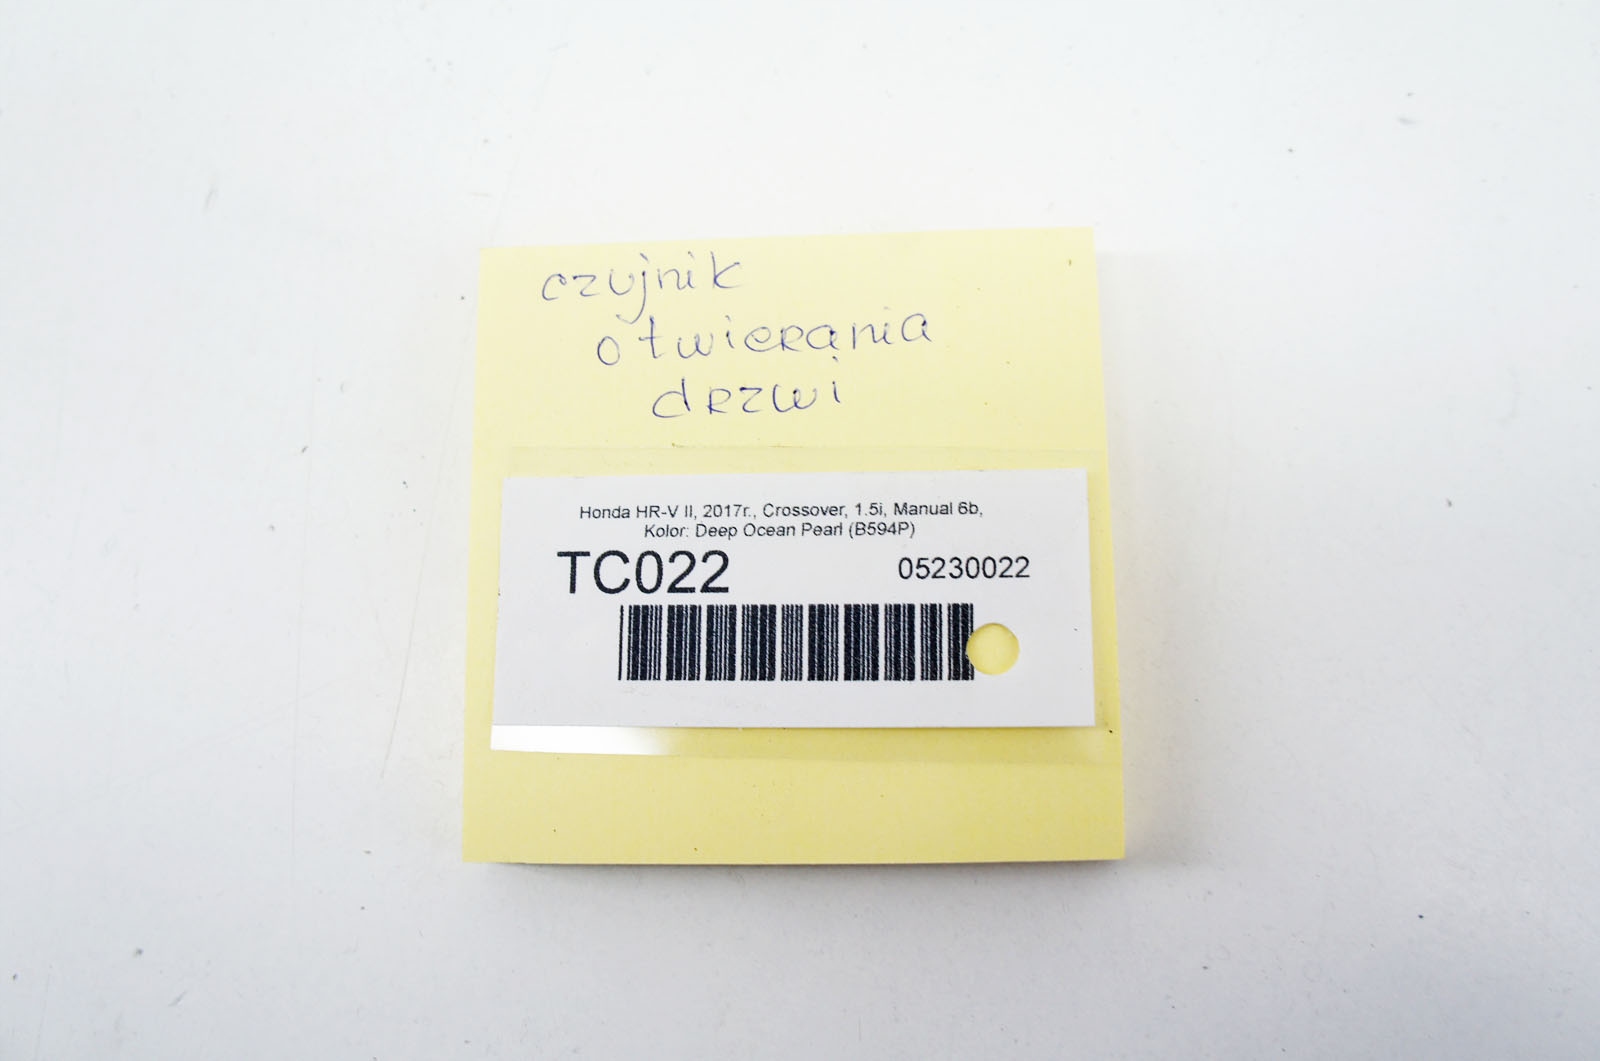 czujnik
otwierania
drzwi
Honda HR-V II, 2017r., Crossover, 1.5i, Manual 6b,
Kolor: Deep Ocean Pearl (B594P)
TC022 05230022